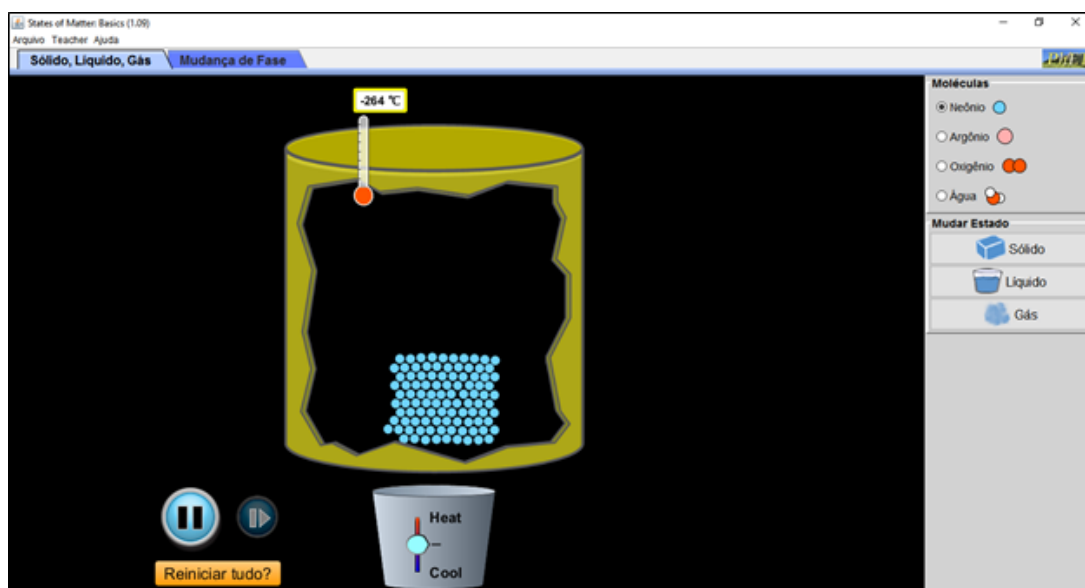 States of Matter: Basics (1.09)
Arquivo Teacher Ajuda
Sólido, Líquido, Gás Mudança de Fase
-264 ℃
Moléculas
Neônio
Argônio
Oxigênio
Água
Mudar Estado
Sólido
Líquido
Gás
Heat
Cool
Reiniciar tudo?